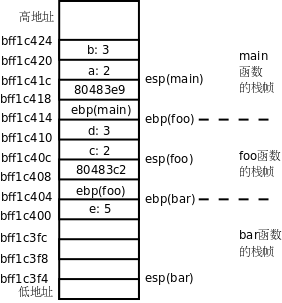 高地址
bff1c424
b: 3
bff1c420
a: 2
bff1c41c
esp(main)
80483e9
bff1c418
ebp(main)
bff1c414
ebp(foo)
d: 3
bff1c410
c: 2
bff1c40c
esp(foo)
80483c2
bff1c408
ebp(foo)
bff1c404
ebp(bar)
e: 5
bff1c400
bff1c3fc
bff1c3f8
bff1c3f4
esp(bar)
低地址
main
函数
的栈帧
foo函数
的栈帧
bar函数
的栈帧